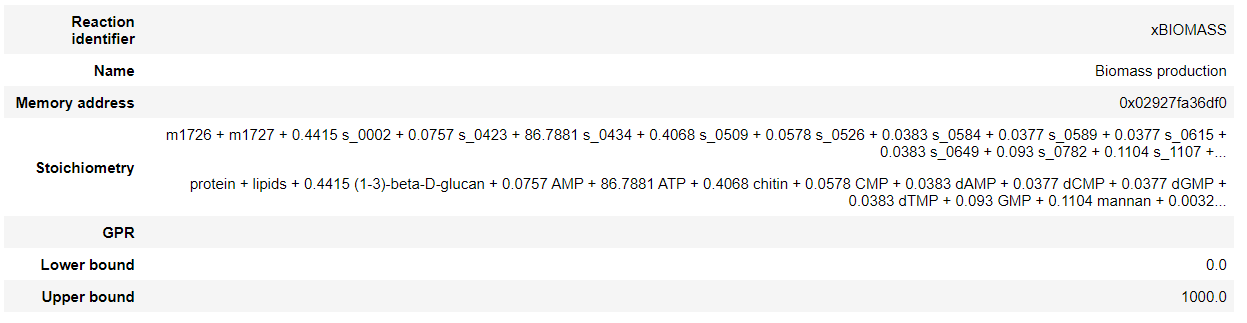 Reaction identifier xBIOMASS
Name Biomass production
Memory address 0x02927fa36df0
Stoichiometry
m1726 + m1727 + 0.4415 s_0002 + 0.0757 s_0423 + 86.7881 s_0434 + 0.4068 s_0509 + 0.0578 s_0526 + 0.0383 s_0584 + 0.0377 s_0589 + 0.0377 s_0615 +
0.0383 s_0649 + 0.093 s_0782 + 0.1104 s_1107 +...
protein + lipids + 0.4415 (1-3)-beta-D-glucan + 0.0757 AMP + 86.7881 ATP + 0.4068 chitin + 0.0578 CMP + 0.0383 dAMP + 0.0377 dCMP + 0.0377 dGMP +
0.0383 dTMP + 0.093 GMP + 0.1104 mannan + 0.0032...
GPR
Lower bound 0.0
Upper bound 1000.0